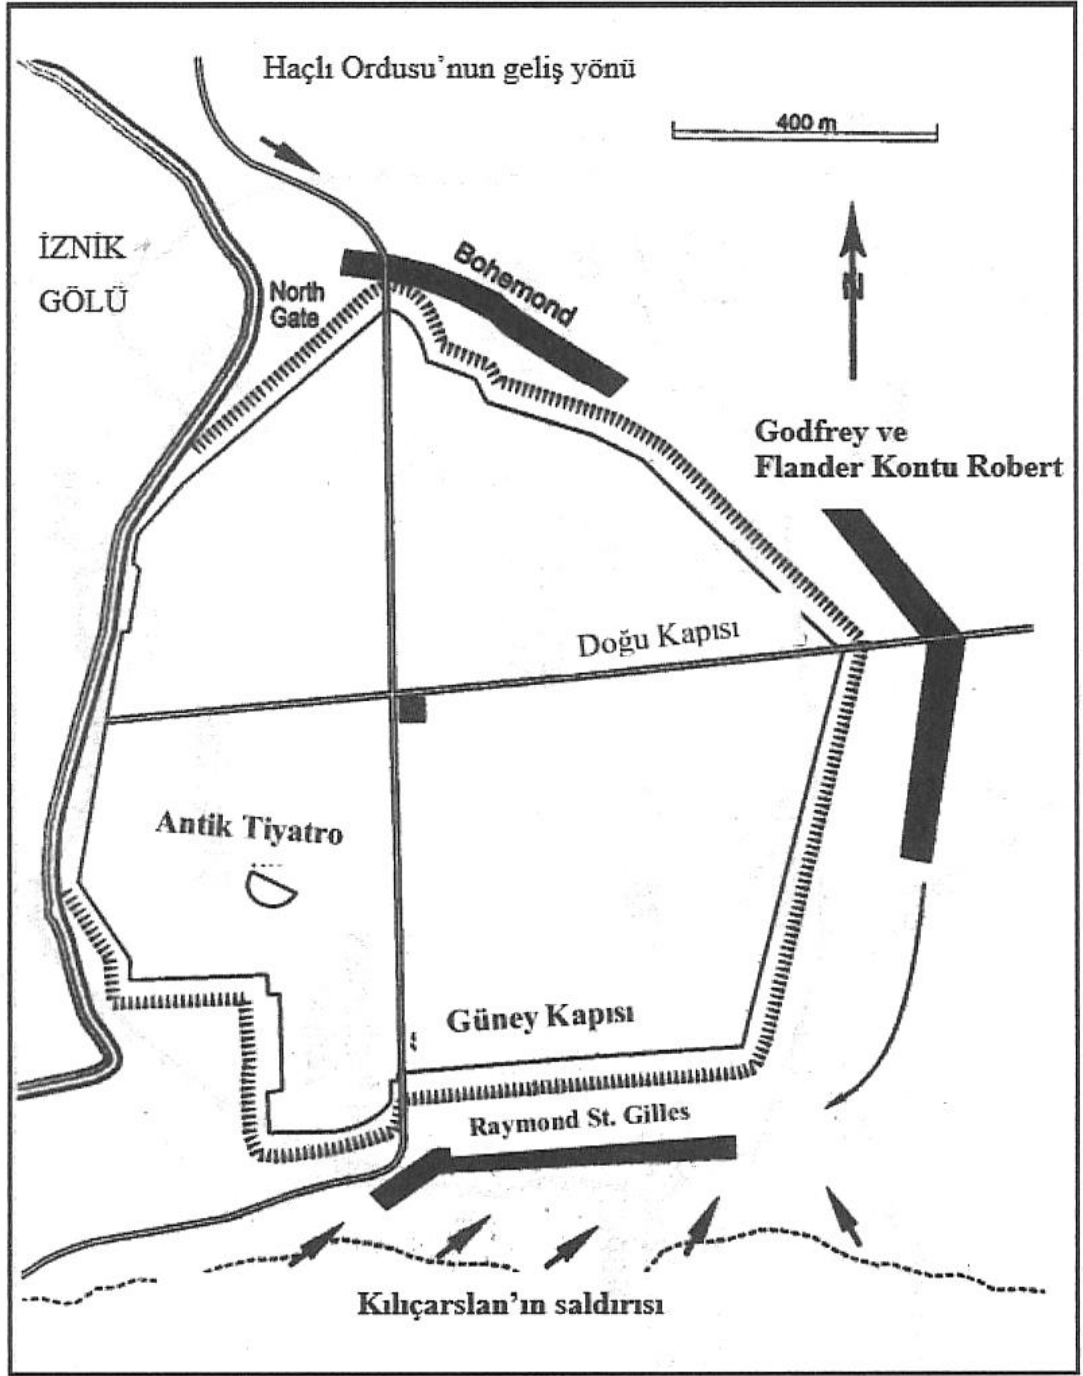 Haçlı Ordusu'nun geliş yönü
400 m
İZNİK
GÖLÜ
North
Gate
Bohemond
N
Godfrey ve
Flander Kontu Robert
Doğu Kapısı
Antik Tiyatro
Güney Kapısı
Raymond St. Gilles
Kılıçarslan'ın saldırısı